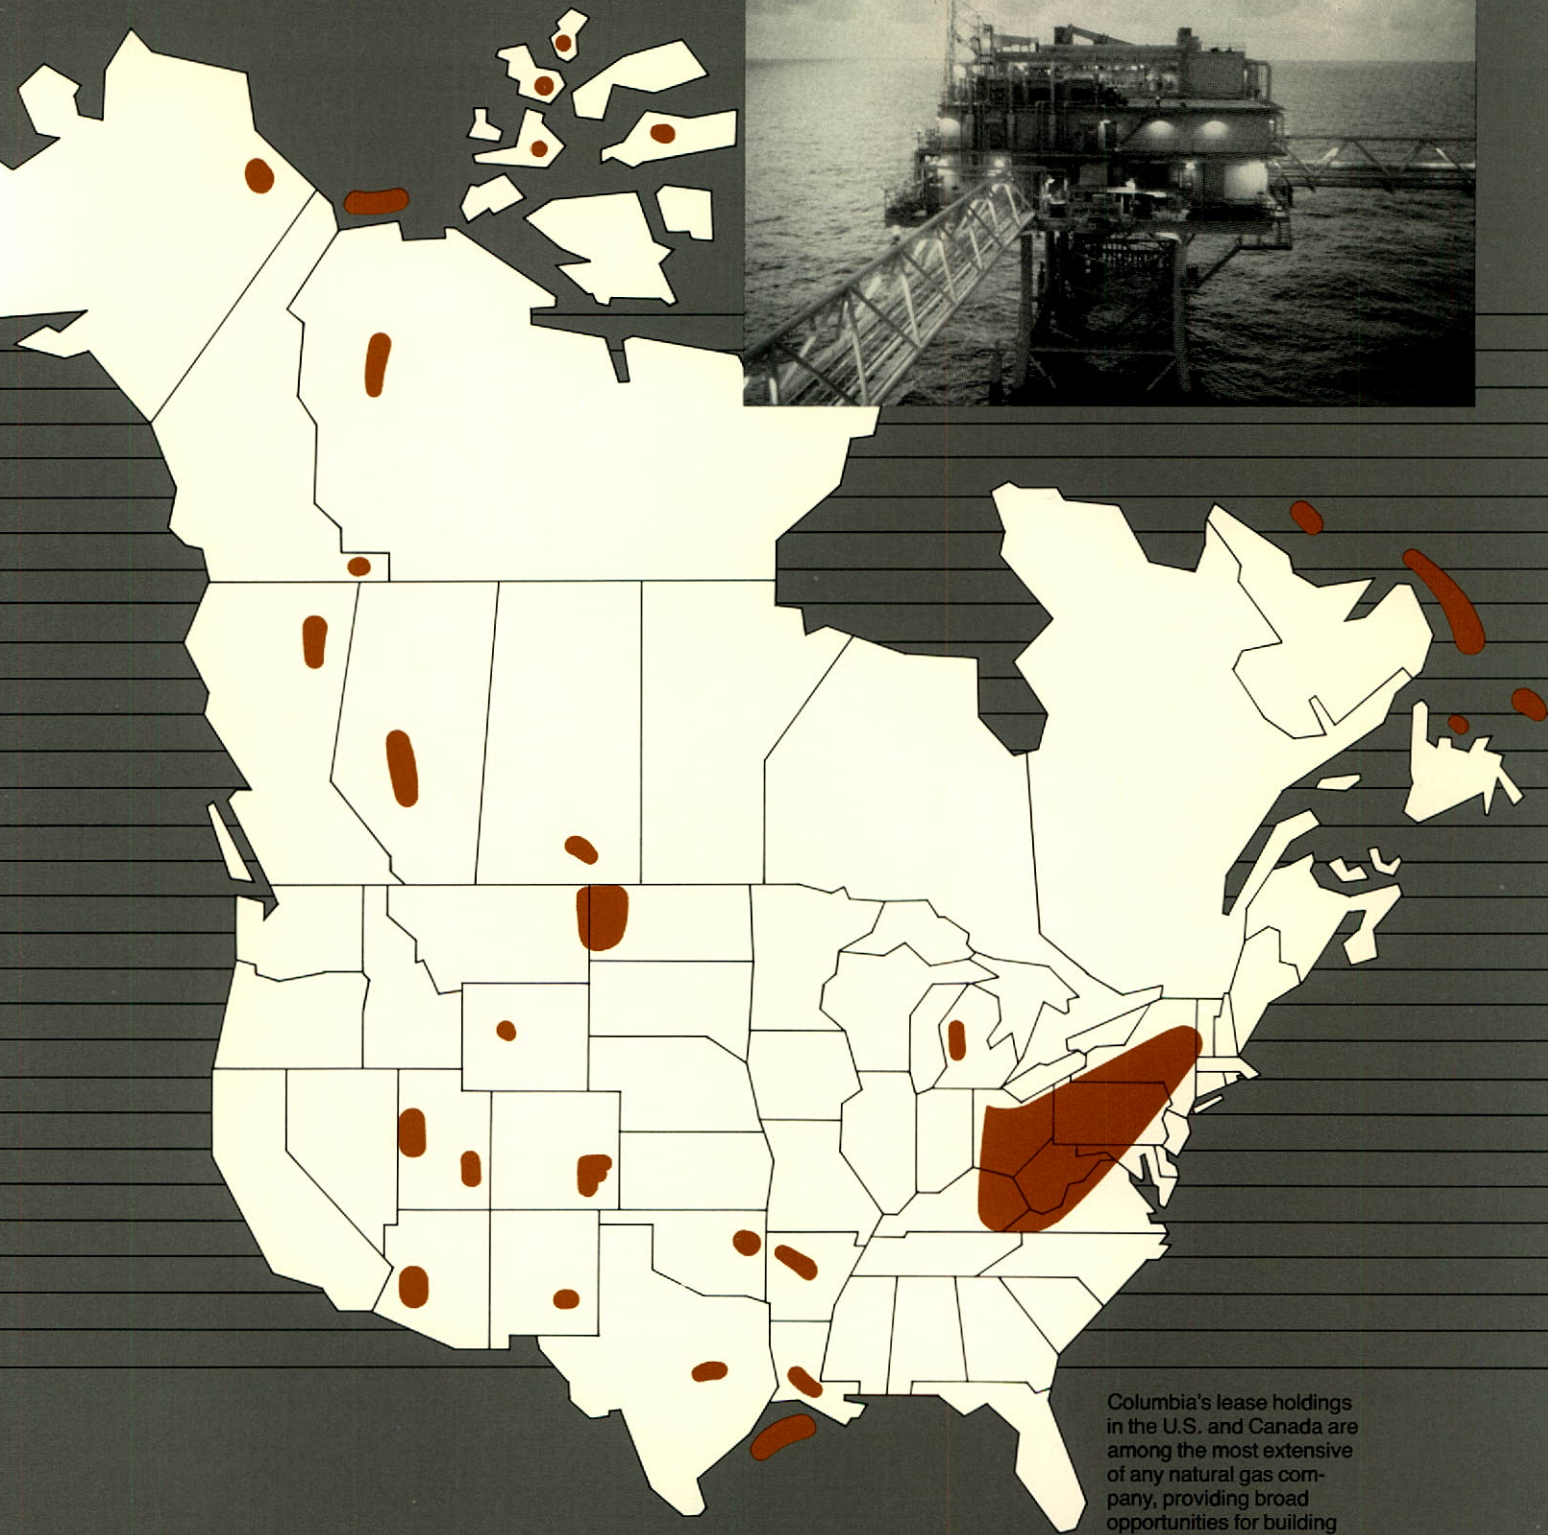 Columbia's lease holdings
in the U.S. and Canada are
among the most extensive
of any natural gas com-
pany, providing broad
opportunities for building